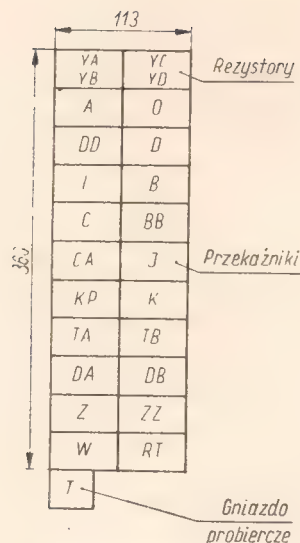 113
YA YC
YB YD Rezystory
A O
DD D
I B
C BB
CA J Przekaźniki
KP K
TA TB
DA DB
Z ZZ
W RT
T
Gniazdo
probiercze